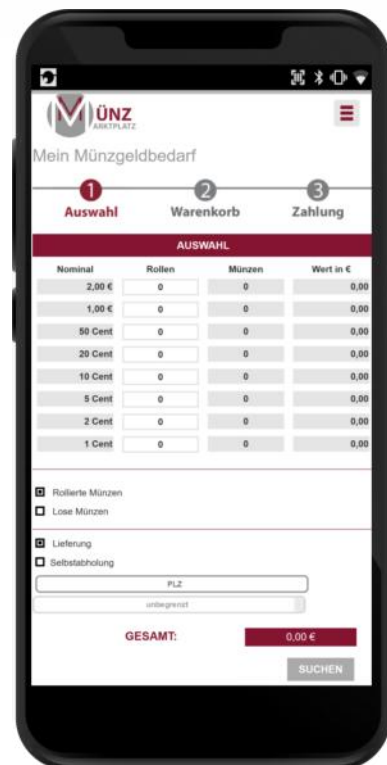 MÜNZ
ARKTPLATZ
Mein Münzgeldbedarf
1 2 3
Auswahl Warenkorb Zahlung
AUSWAHL
Nominal Rollen Münzen Wert in €
2,00 € 0 0 0,00
1,00 € 0 0 0,00
50 Cent 0 0 0,00
20 Cent 0 0 0,00
10 Cent 0 0 0,00
5 Cent 0 0 0,00
2 Cent 0 0 0,00
1 Cent 0 0 0,00
Rollierte Münzen
Lose Münzen
Lieferung
Selbstabholung
PLZ
unbegrenzt
GESAMT: 0,00 €
SUCHEN